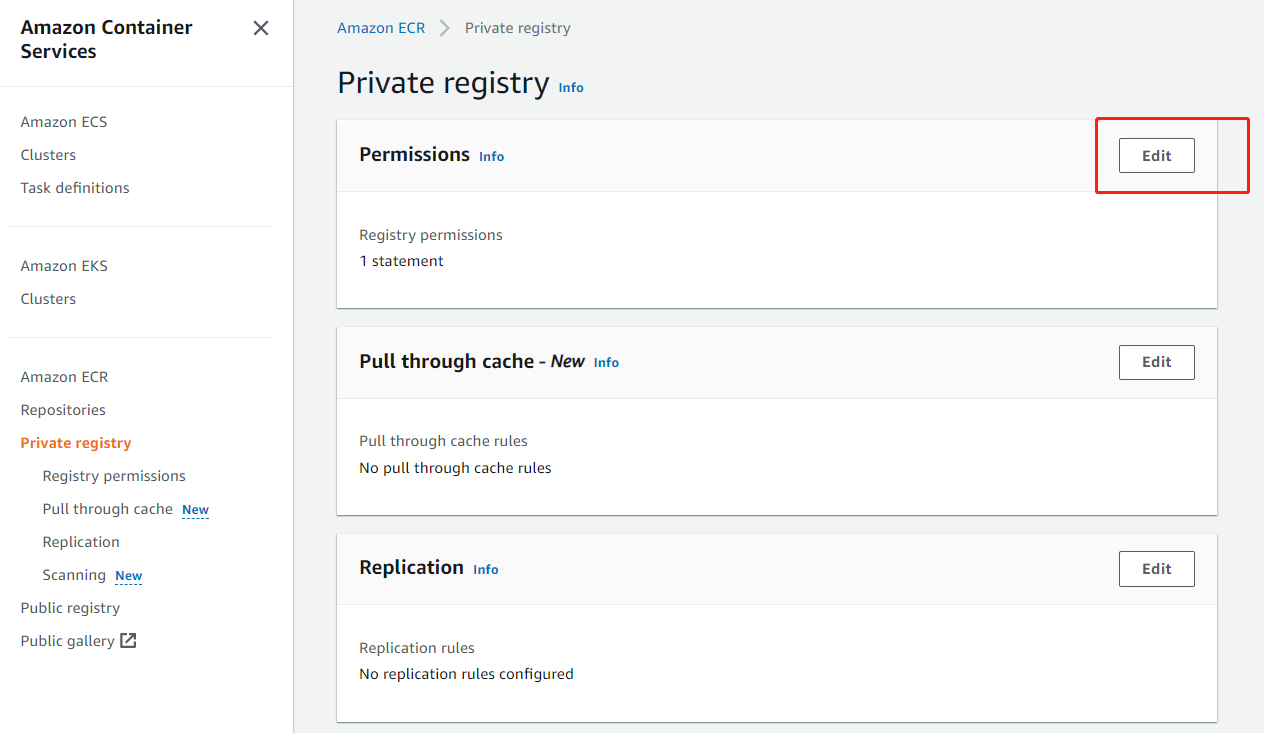 Amazon Container
Services
Amazon ECS
Clusters
Task definitions
Amazon EKS
Clusters
Amazon ECR
Repositories
Private registry
Registry permissions
Pull through cache New
Replication
Scanning New
Public registry
Public gallery
Amazon ECR Private registry
Private registry Info
Permissions Info Edit
Registry permissions
1 statement
Pull through cache - New Info Edit
Pull through cache rules
No pull through cache rules
Replication Info Edit
Replication rules
No replication rules configured